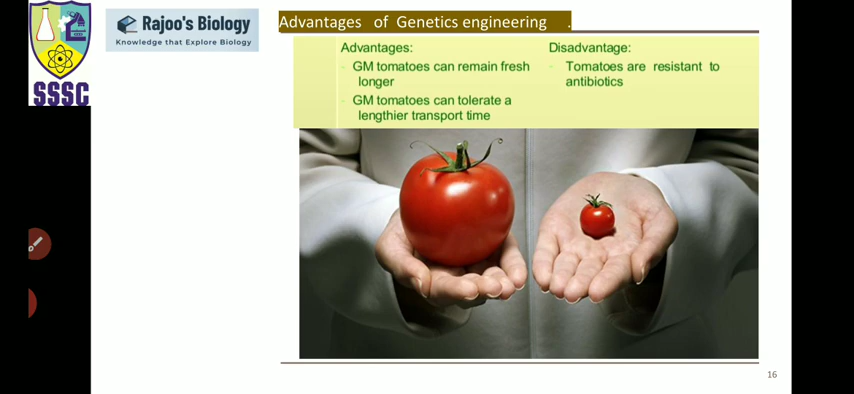 Rajoo's Biology
Knowledge that Explore Biology
SSSC
Advantages of Genetics engineering .
Advantages:
- GM tomatoes can remain fresh
longer
- GM tomatoes can tolerate a
lengthier transport time
Disadvantage:
- Tomatoes are resistant to
antibiotics
16